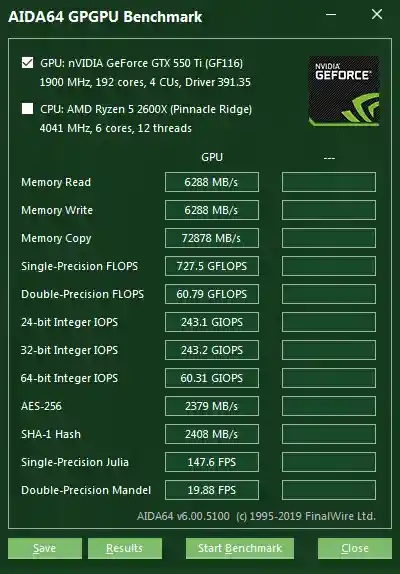 AIDA64 GPGPU Benchmark
GPU: nVIDIA GeForce GTX 550 Ti (GF116)
1900 MHz, 192 cores, 4 CUs, Driver 391.35
NVIDIA
GEFORCE
CPU: AMD Ryzen 5 2600X (Pinnacle Ridge)
4041 MHz, 6 cores, 12 threads
GPU ---
Memory Read 6288 MB/s
Memory Write 6288 MB/s
Memory Copy 72878 MB/s
Single-Precision FLOPS 727.5 GFLOPS
Double-Precision FLOPS 60.79 GFLOPS
24-bit Integer IOPS 243.1 GIOPS
32-bit Integer IOPS 243.2 GIOPS
64-bit Integer IOPS 60.31 GIOPS
AES-256 2379 MB/s
SHA-1 Hash 2408 MB/s
Single-Precision Julia 147.6 FPS
Double-Precision Mandel 19.88 FPS
AIDA64 v6.00.5100 (c) 1995-2019 FinalWire Ltd.
Save Results Start Benchmark Close